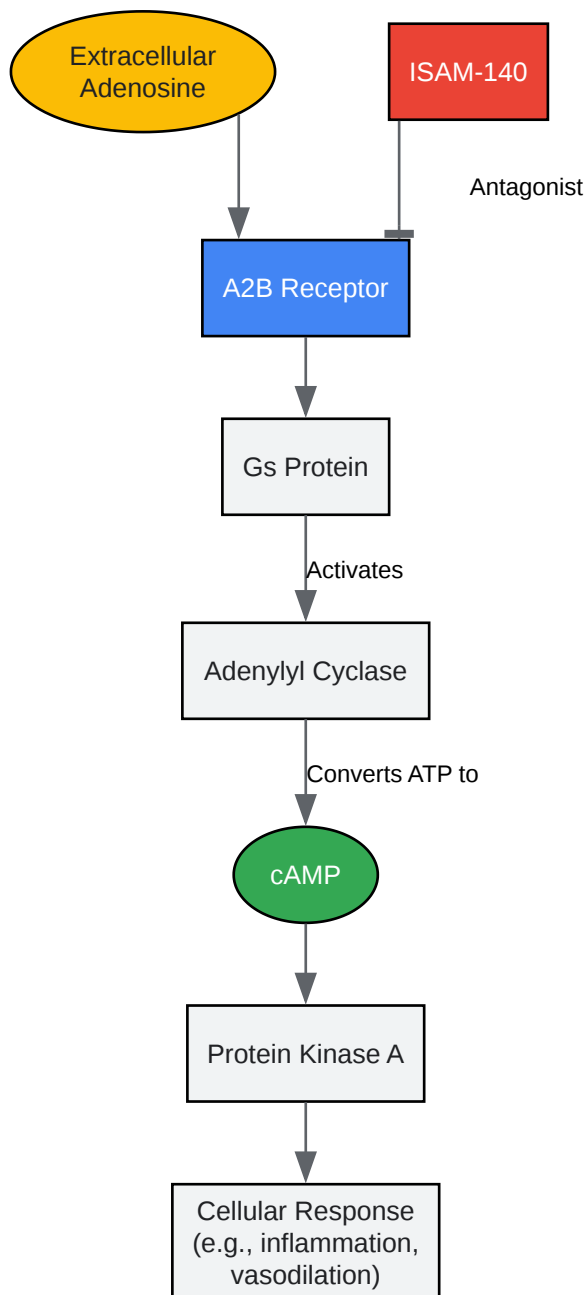 Extracellular
Adenosine
ISAM-140
Antagonist
A2B Receptor
Gs Protein
Activates
Adenylyl Cyclase
Converts ATP to
cAMP
Protein Kinase A
Cellular Response
(e.g., inflammation,
vasodilation)